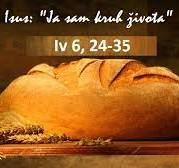 Isus: "Ja sam kruh života"
Iv 6, 24-35